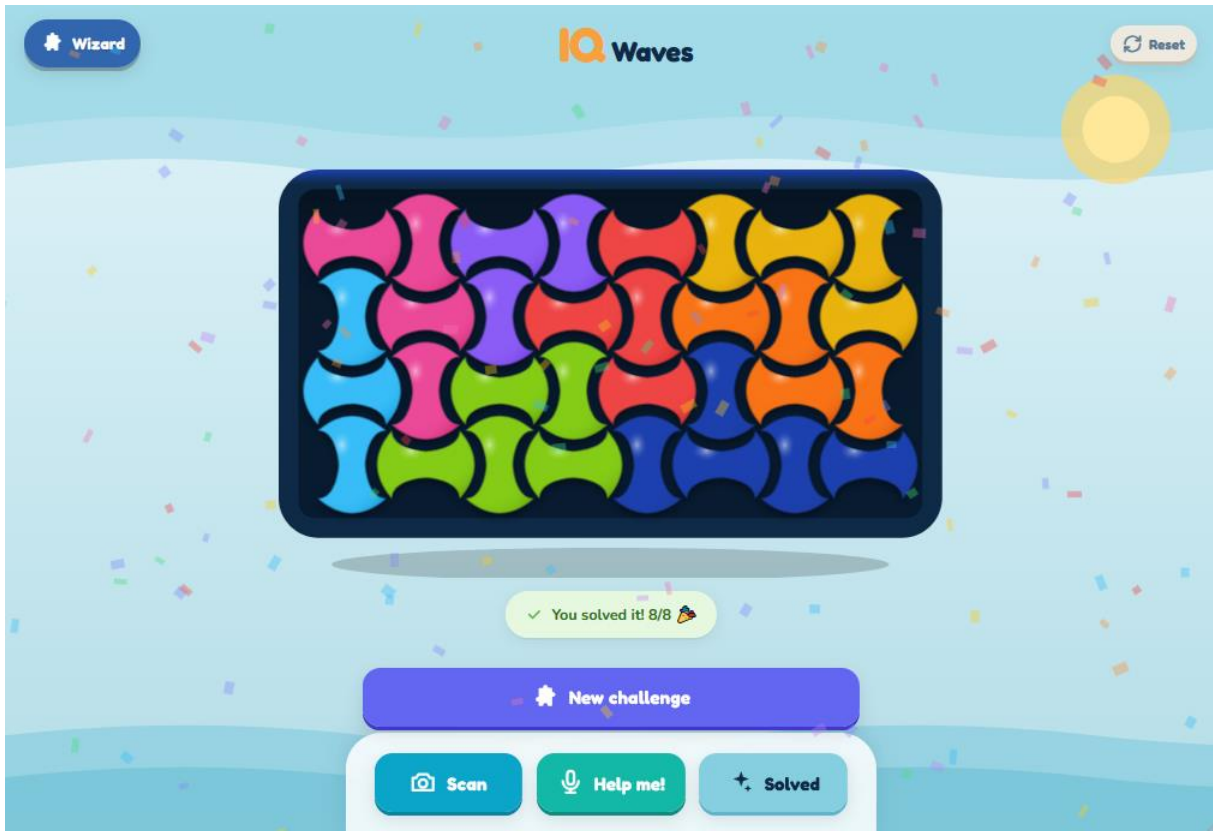 Wizard
IQ Waves
Reset
You solved it! 8/8
New challenge
Scan
Help me!
Solved